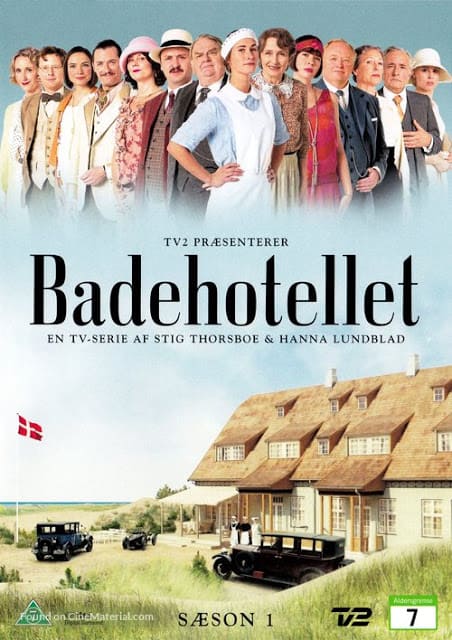 TV2 PRÆSENTERER
Badehotellet
EN TV-SERIE AF STIG THORSBOE & HANNA LUNDBLAD
Found on CineMaterial.com
SÆSON 1
TV2
Aldersgrænse
7